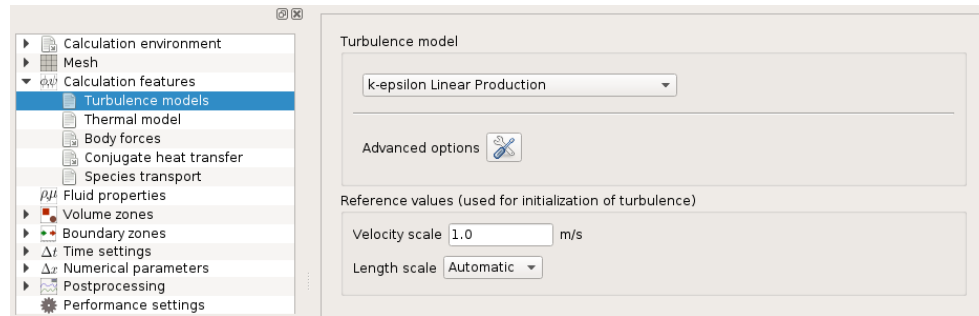 Calculation environment
Mesh
Calculation features
Turbulence models
Thermal model
Body forces
Conjugate heat transfer
Species transport
ρ,μ Fluid properties
Volume zones
Boundary zones
Δt Time settings
Δx Numerical parameters
Postprocessing
Performance settings
Turbulence model
k-epsilon Linear Production
Advanced options
Reference values (used for initialization of turbulence)
Velocity scale 1.0 m/s
Length scale Automatic